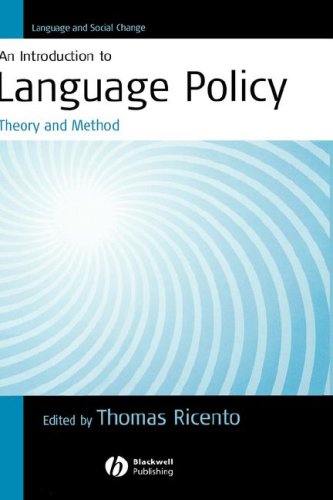 Language and Social Change
An Introduction to
Language Policy
Theory and Method
Edited by Thomas Ricento
Blackwell
Publishing